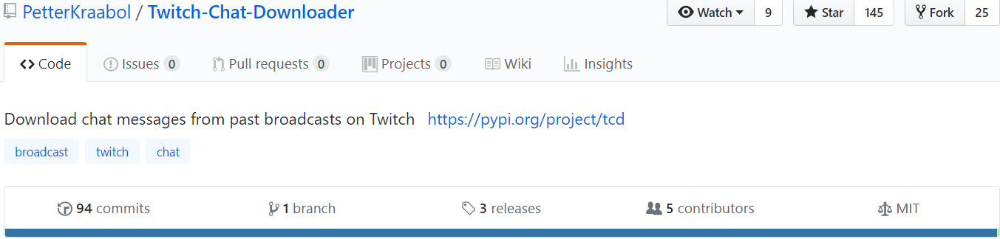 PetterKraabol / Twitch-Chat-Downloader Watch 9 Star 145 Fork 25
Code Issues 0 Pull requests 0 Projects 0 Wiki Insights
Download chat messages from past broadcasts on Twitch https://pypi.org/project/tcd
broadcast twitch chat
94 commits 1 branch 3 releases 5 contributors MIT